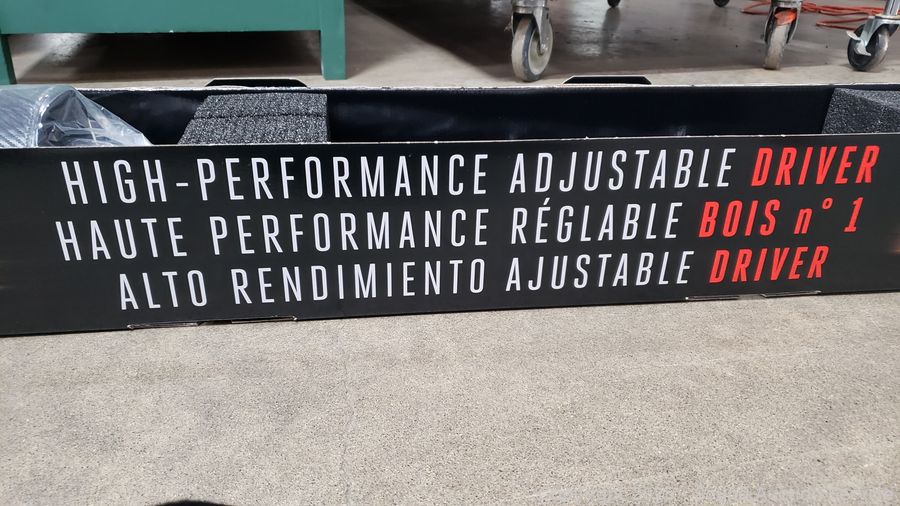 HIGH-PERFORMANCE ADJUSTABLE DRIVER
HAUTE PERFORMANCE RÉGLABLE BOIS n° 1
ALTO RENDIMIENTO AJUSTABLE DRIVER